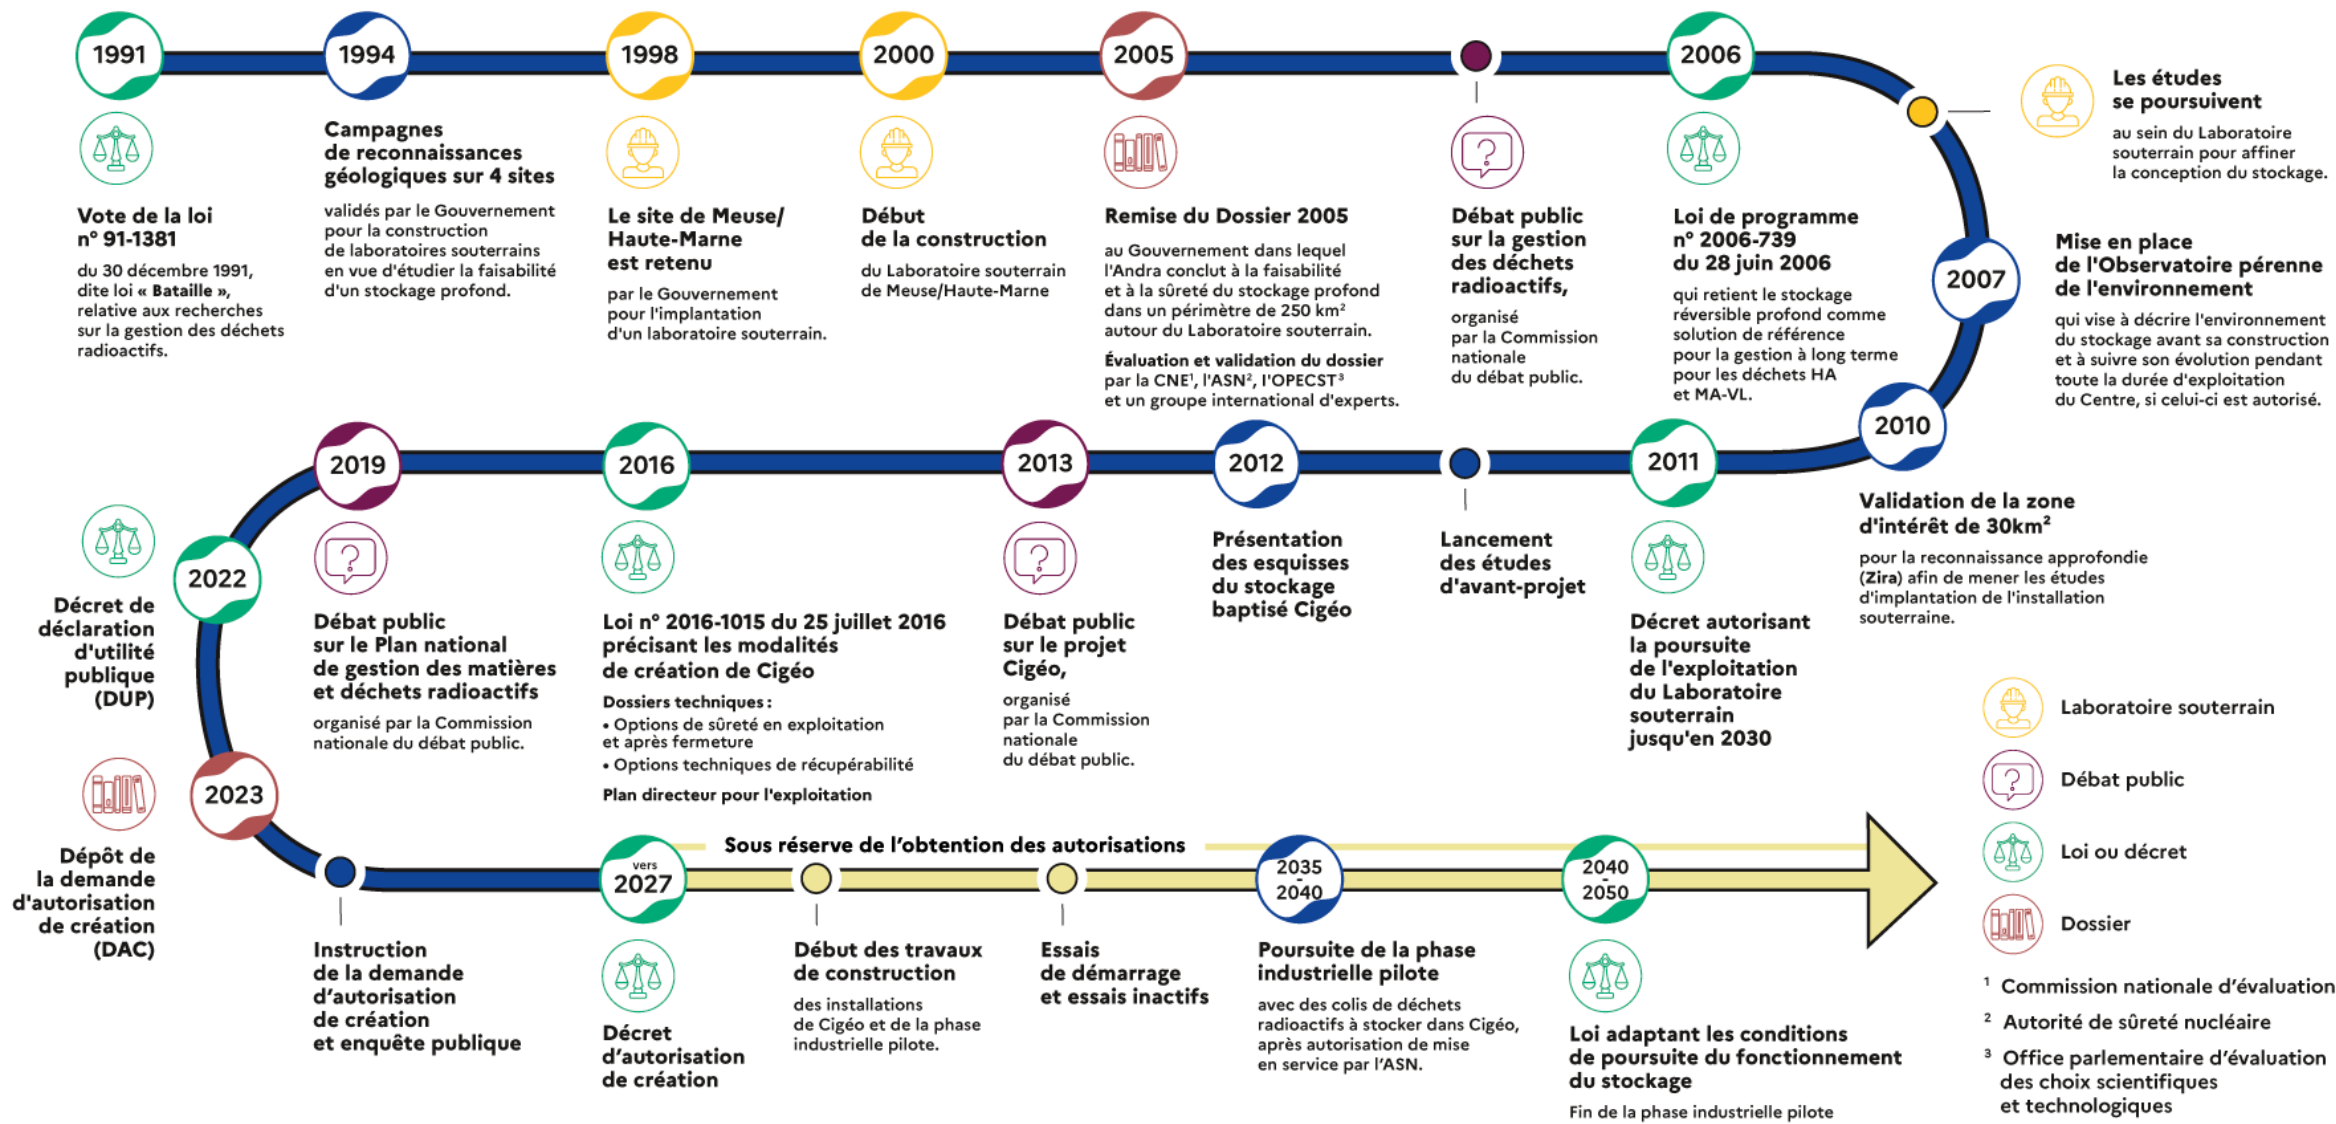 1991
Vote de la loi
n° 91-1381
du 30 décembre 1991,
dite loi « Bataille »,
relative aux recherches
sur la gestion des déchets
radioactifs.
1994
Campagnes
de reconnaissances
géologiques sur 4 sites
validés par le Gouvernement
pour la construction
de laboratoires souterrains
en vue d'étudier la faisabilité
d'un stockage profond.
1998
Le site de Meuse/
Haute-Marne
est retenu
par le Gouvernement
pour l'implantation
d'un laboratoire souterrain.
2000
Début
de la construction
du Laboratoire souterrain
de Meuse/Haute-Marne
2005
Remise du Dossier 2005
au Gouvernement dans lequel
l'Andra conclut à la faisabilité
et à la sûreté du stockage profond
dans un périmètre de 250 km²
autour du Laboratoire souterrain.
Évaluation et validation du dossier
par la CNE¹, l'ASN², l'OPECST³
et un groupe international d'experts.
?
Débat public
sur la gestion
des déchets
radioactifs,
organisé
par la Commission
nationale
du débat public.
2006
Loi de programme
n° 2006-739
du 28 juin 2006
qui retient le stockage
réversible profond comme
solution de référence
pour la gestion à long terme
pour les déchets HA
et MA-VL.
Les études
se poursuivent
au sein du Laboratoire
souterrain pour affiner
la conception du stockage.
2007
Mise en place
de l'Observatoire pérenne
de l'environnement
qui vise à décrire l'environnement
du stockage avant sa construction
et à suivre son évolution pendant
toute la durée d'exploitation
du Centre, si celui-ci est autorisé.
2010
Validation de la zone
d'intérêt de 30km²
pour la reconnaissance approfondie
(Zira) afin de mener les études
d'implantation de l'installation
souterraine.
2011
Décret autorisant
la poursuite
de l'exploitation
du Laboratoire
souterrain
jusqu'en 2030
Lancement
des études
d'avant-projet
2012
Présentation
des esquisses
du stockage
baptisé Cigéo
2013
?
Débat public
sur le projet
Cigéo,
organisé
par la Commission
nationale
du débat public.
2016
Loi n° 2016-1015 du 25 juillet 2016
précisant les modalités
de création de Cigéo
Dossiers techniques :
• Options de sûreté en exploitation
et après fermeture
• Options techniques de récupérabilité
Plan directeur pour l'exploitation
2019
?
Débat public
sur le Plan national
de gestion des matières
et déchets radioactifs
organisé par la Commission
nationale du débat public.
2022
Décret de
déclaration
d'utilité
publique
(DUP)
2023
Dépôt de
la demande
d'autorisation
de création
(DAC)
Instruction
de la demande
d'autorisation
de création
et enquête publique
vers
2027
Décret
d'autorisation
de création
Sous réserve de l'obtention des autorisations
Début des travaux
de construction
des installations
de Cigéo et de la phase
industrielle pilote.
Essais
de démarrage
et essais inactifs
2035
-
2040
Poursuite de la phase
industrielle pilote
avec des colis de déchets
radioactifs à stocker dans Cigéo,
après autorisation de mise
en service par l'ASN.
2040
-
2050
Loi adaptant les conditions
de poursuite du fonctionnement
du stockage
Fin de la phase industrielle pilote
Laboratoire souterrain
?
Débat public
Loi ou décret
Dossier
¹ Commission nationale d'évaluation
² Autorité de sûreté nucléaire
³ Office parlementaire d'évaluation
des choix scientifiques
et technologiques